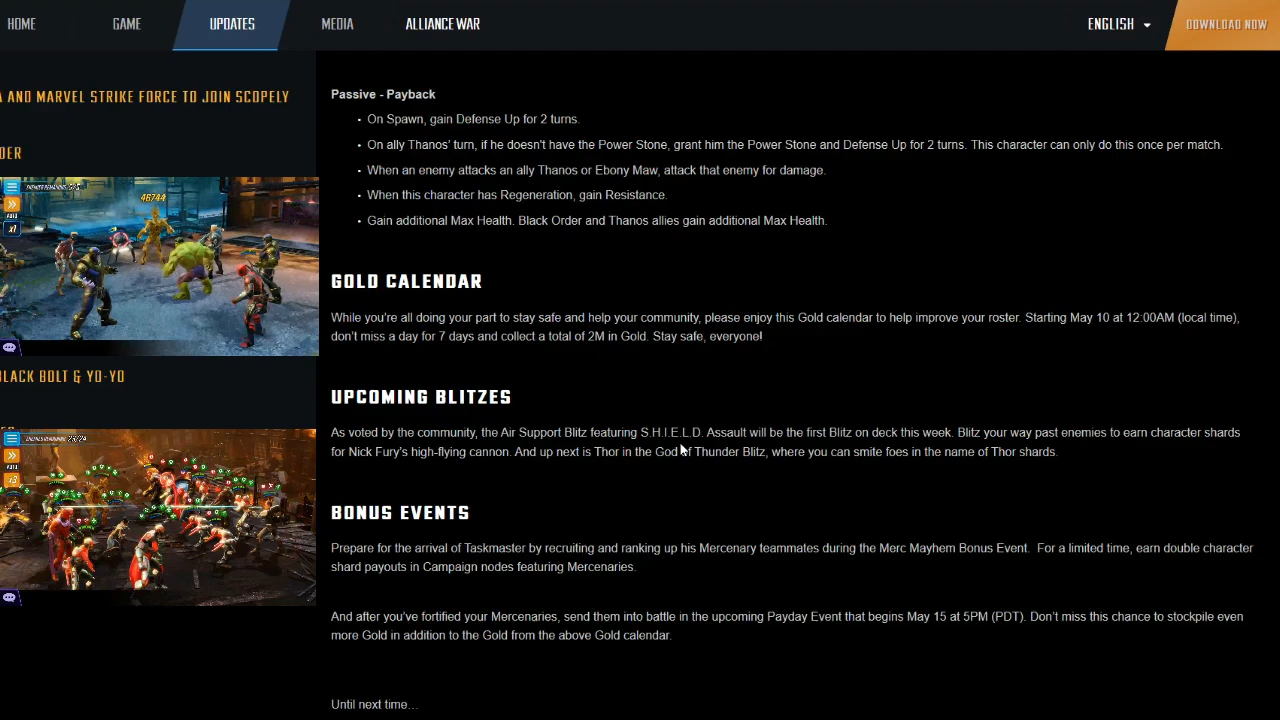 HOME
GAME
UPDATES
MEDIA
ALLIANCE WAR
ENGLISH
DOWNLOAD NOW
A AND MARVEL STRIKE FORCE TO JOIN SCOPELY
DER
46744
X1
BLACK BOLT & YO-YO
Passive - Payback
• On Spawn, gain Defense Up for 2 turns.
• On ally Thanos' turn, if he doesn't have the Power Stone, grant him the Power Stone and Defense Up for 2 turns. This character can only do this once per match.
• When an enemy attacks an ally Thanos or Ebony Maw, attack that enemy for damage.
• When this character has Regeneration, gain Resistance.
• Gain additional Max Health. Black Order and Thanos allies gain additional Max Health.
GOLD CALENDAR
While you're all doing your part to stay safe and help your community, please enjoy this Gold calendar to help improve your roster. Starting May 10 at 12:00AM (local time),
don't miss a day for 7 days and collect a total of 2M in Gold. Stay safe, everyone!
UPCOMING BLITZES
As voted by the community, the Air Support Blitz featuring S.H.I.E.L.D. Assault will be the first Blitz on deck this week. Blitz your way past enemies to earn character shards
for Nick Fury's high-flying cannon. And up next is Thor in the God of Thunder Blitz, where you can smite foes in the name of Thor shards.
BONUS EVENTS
Prepare for the arrival of Taskmaster by recruiting and ranking up his Mercenary teammates during the Merc Mayhem Bonus Event. For a limited time, earn double character
shard payouts in Campaign nodes featuring Mercenaries.
And after you've fortified your Mercenaries, send them into battle in the upcoming Payday Event that begins May 15 at 5PM (PDT). Don't miss this chance to stockpile even
more Gold in addition to the Gold from the above Gold calendar.
Until next time…